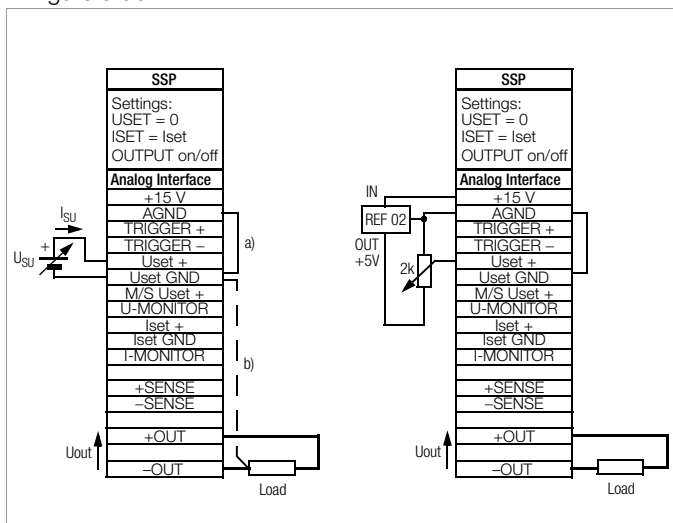 SSP
Settings:
USET = 0
ISET = Iset
OUTPUT on/off
Analog Interface
+15 V
AGND
TRIGGER +
TRIGGER –
Uset +
Uset GND
M/S Uset +
U-MONITOR
Iset +
Iset GND
I-MONITOR
+SENSE
–SENSE
+OUT
–OUT
ISU
+
USU
a)
b)
Uout
Load
SSP
Settings:
USET = 0
ISET = Iset
OUTPUT on/off
Analog Interface
+15 V
AGND
TRIGGER +
TRIGGER –
Uset +
Uset GND
M/S Uset +
U-MONITOR
Iset +
Iset GND
I-MONITOR
+SENSE
–SENSE
+OUT
–OUT
IN
REF 02
OUT
+5V
2k
Uout
Load